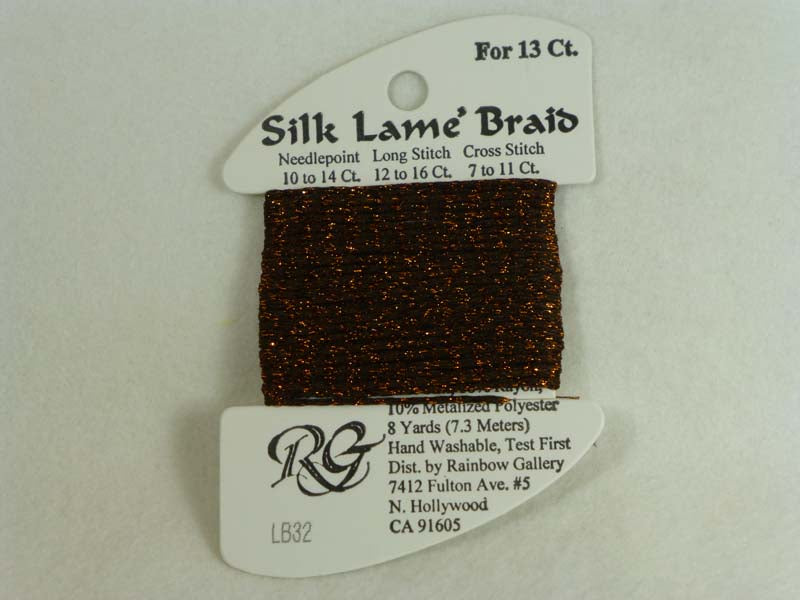 For 13 Ct.
Silk Lame' Braid
Needlepoint Long Stitch Cross Stitch
10 to 14 Ct. 12 to 16 Ct. 7 to 11 Ct.
Rayon,
10% Metalized Polyester
8 Yards (7.3 Meters)
Hand Washable, Test First
Dist. by Rainbow Gallery
7412 Fulton Ave. #5
N. Hollywood
CA 91605
RG
LB32